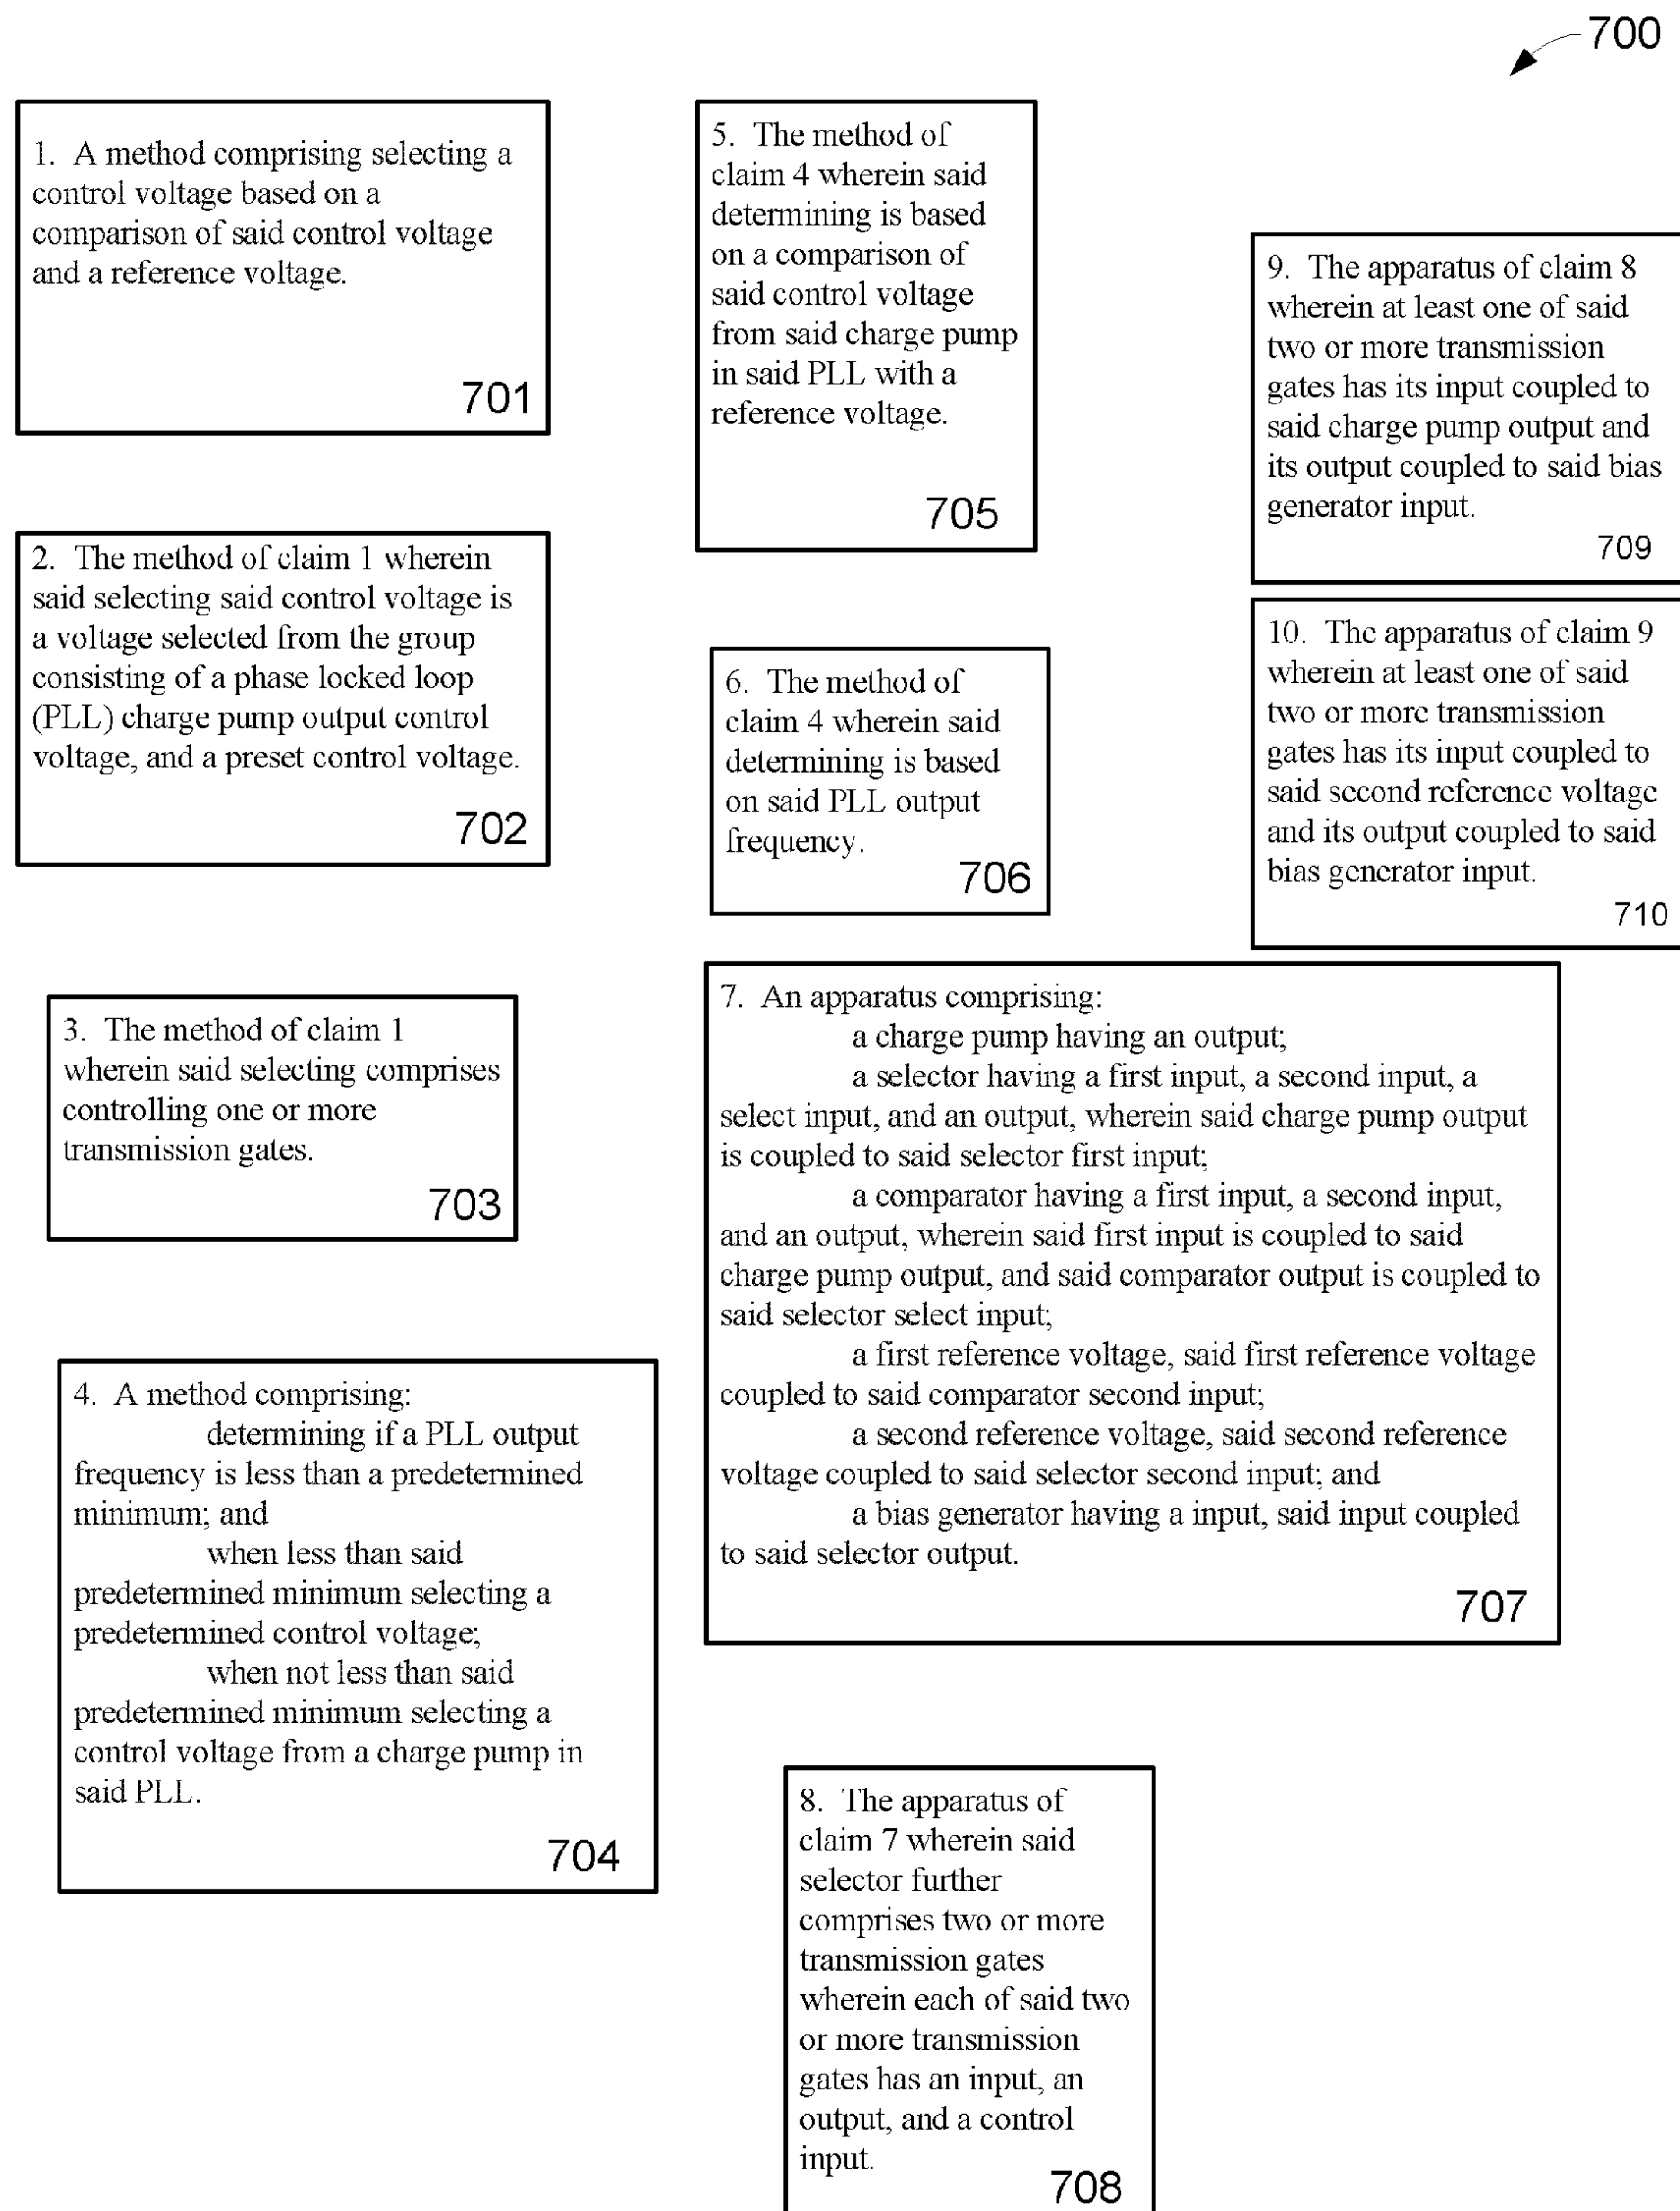 700
1. A method comprising selecting a
control voltage based on a
comparison of said control voltage
and a reference voltage.
701
2. The method of claim 1 wherein
said selecting said control voltage is
a voltage selected from the group
consisting of a phase locked loop
(PLL) charge pump output control
voltage, and a preset control voltage.
702
3. The method of claim 1
wherein said selecting comprises
controlling one or more
transmission gates.
703
4. A method comprising:
determining if a PLL output
frequency is less than a predetermined
minimum; and
when less than said
predetermined minimum selecting a
predetermined control voltage;
when not less than said
predetermined minimum selecting a
control voltage from a charge pump in
said PLL.
704
5. The method of
claim 4 wherein said
determining is based
on a comparison of
said control voltage
from said charge pump
in said PLL with a
reference voltage.
705
6. The method of
claim 4 wherein said
determining is based
on said PLL output
frequency.
706
7. An apparatus comprising:
a charge pump having an output;
a selector having a first input, a second input, a
select input, and an output, wherein said charge pump output
is coupled to said selector first input;
a comparator having a first input, a second input,
and an output, wherein said first input is coupled to said
charge pump output, and said comparator output is coupled to
said selector select input;
a first reference voltage, said first reference voltage
coupled to said comparator second input;
a second reference voltage, said second reference
voltage coupled to said selector second input; and
a bias generator having a input, said input coupled
to said selector output.
707
8. The apparatus of
claim 7 wherein said
selector further
comprises two or more
transmission gates
wherein each of said two
or more transmission
gates has an input, an
output, and a control
input.
708
9. The apparatus of claim 8
wherein at least one of said
two or more transmission
gates has its input coupled to
said charge pump output and
its output coupled to said bias
generator input.
709
10. The apparatus of claim 9
wherein at least one of said
two or more transmission
gates has its input coupled to
said second reference voltage
and its output coupled to said
bias generator input.
710